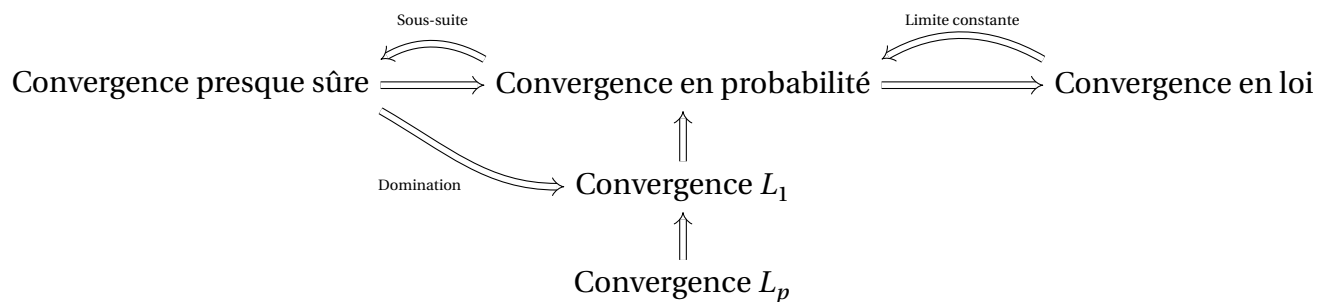 Sous-suite
Limite constante
Convergence presque sûre
Convergence en probabilité
Convergence en loi
Domination
Convergence L₁
Convergence Lₚ